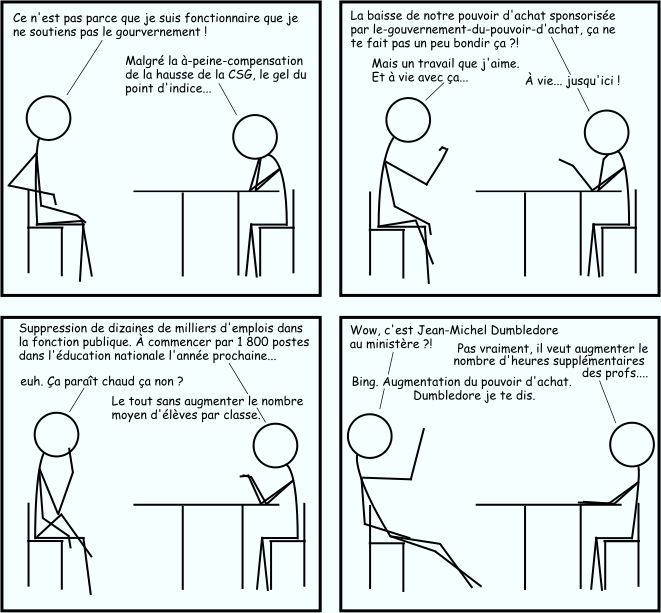 Ce n'est pas parce que je suis fonctionnaire que je
ne soutiens pas le gourvernement !
Malgré la à-peine-compensation
de la hausse de la CSG, le gel du
point d'indice...
La baisse de notre pouvoir d'achat sponsorisée
par le-gouvernement-du-pouvoir-d'achat, ça ne
te fait pas un peu bondir ça ?!
Mais un travail que j'aime.
Et à vie avec ça...
À vie... jusqu'ici !
Suppression de dizaines de milliers d'emplois dans
la fonction publique. À commencer par 1 800 postes
dans l'éducation nationale l'année prochaine...
euh. Ça paraît chaud ça non ?
Le tout sans augmenter le nombre
moyen d'élèves par classe.
Wow, c'est Jean-Michel Dumbledore
au ministère ?!
Pas vraiment, il veut augmenter le
nombre d'heures supplémentaires
des profs....
Bing. Augmentation du pouvoir d'achat.
Dumbledore je te dis.